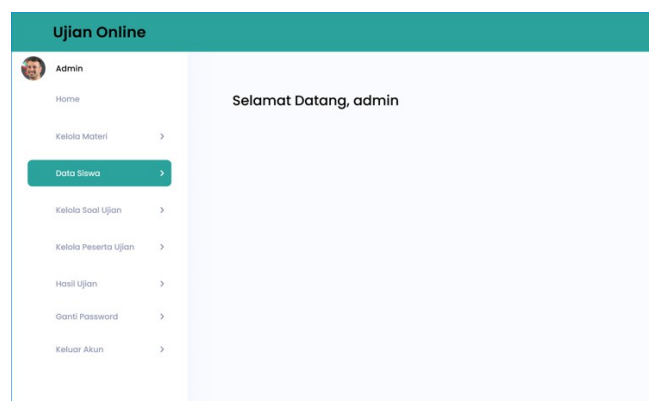 Ujian Online
Admin
Home
Selamat Datang, admin
Kelola Materi
Data Siswa
Kelola Soal Ujian
Kelola Peserta Ujian
Hasil Ujian
Ganti Password
Keluar Akun